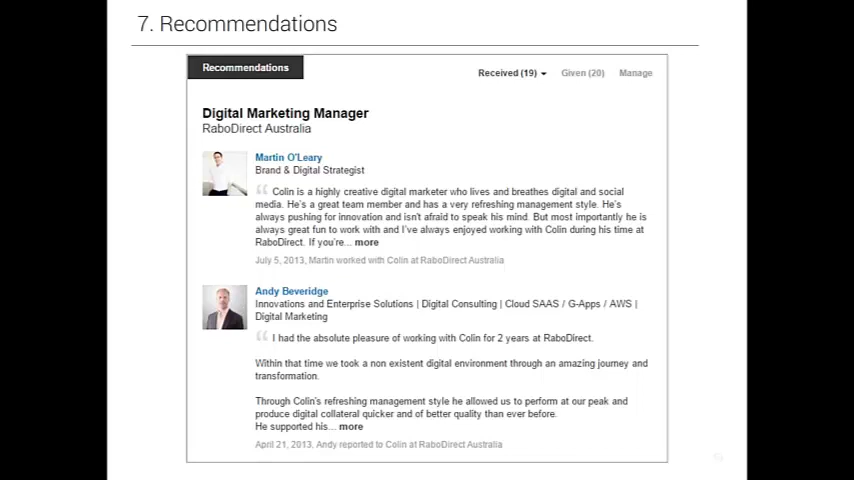 7. Recommendations
Recommendations
Received (19)
Given (20)
Manage
Digital Marketing Manager
RaboDirect Australia
Martin O'Leary
Brand & Digital Strategist
“ Colin is a highly creative digital marketer who lives and breathes digital and social
media. He's a great team member and has a very refreshing management style. He's
always pushing for innovation and isn't afraid to speak his mind. But most importantly he is
always great fun to work with and I've always enjoyed working with Colin during his time at
RaboDirect. If you're... more
July 5, 2013, Martin worked with Colin at RaboDirect Australia
Andy Beveridge
Innovations and Enterprise Solutions | Digital Consulting | Cloud SAAS / G-Apps / AWS |
Digital Marketing
“ I had the absolute pleasure of working with Colin for 2 years at RaboDirect.
Within that time we took a non existent digital environment through an amazing journey and
transformation.
Through Colin's refreshing management style he allowed us to perform at our peak and
produce digital collateral quicker and of better quality than ever before.
He supported his... more
April 21, 2013, Andy reported to Colin at RaboDirect Australia